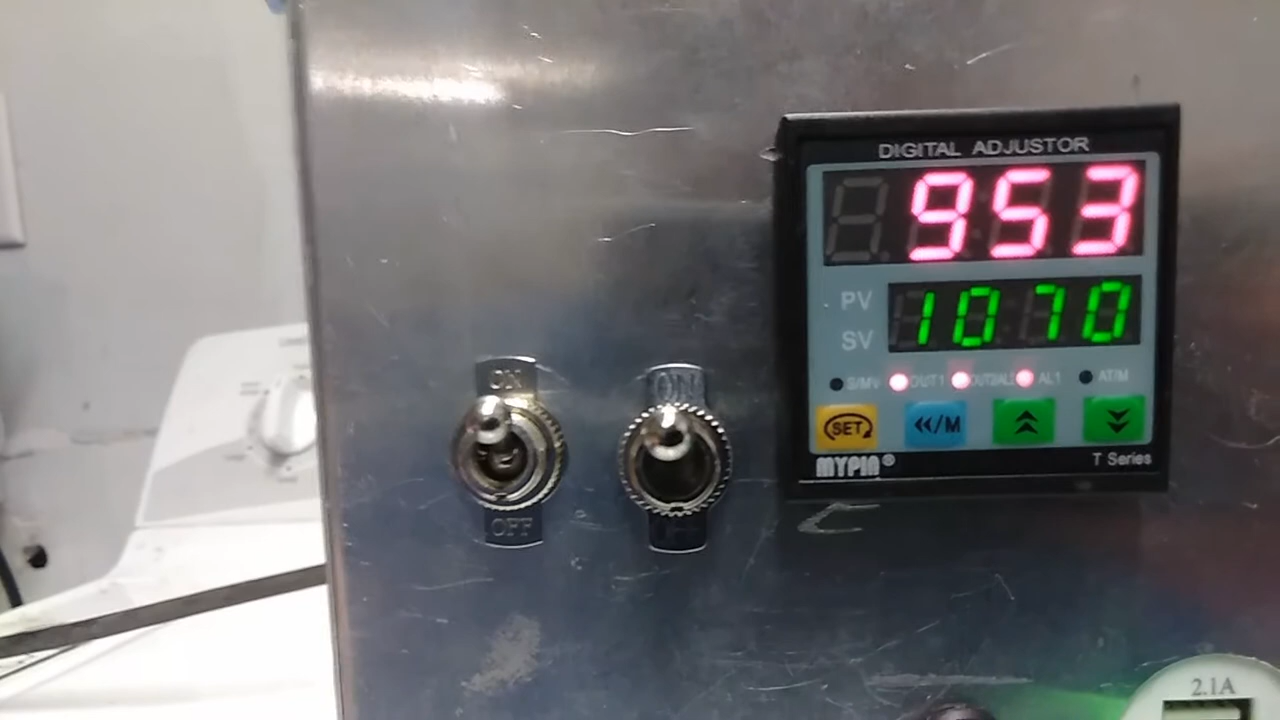 DIGITAL ADJUSTOR
953
PV
1070
SV
OUT1
AL1
AT/M
SET
«/M
MYPIN®
T Series
ON
OFF
ON
2.1A